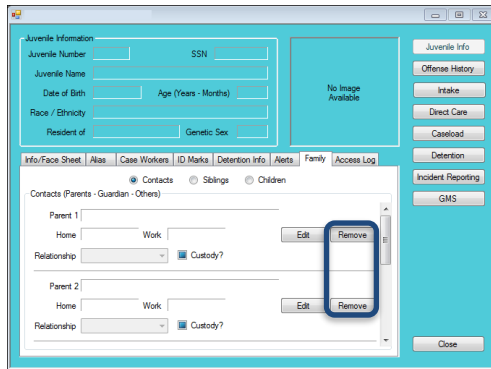 Juvenile Information
Juvenile Number SSN
Juvenile Name
Date of Birth Age (Years - Months)
Race / Ethnicity
Resident of Genetic Sex
No Image
Available
Juvenile Info
Offense History
Intake
Direct Care
Caseload
Detention
Incident Reporting
GMS
Info/Face Sheet Alias Case Workers ID Marks Detention Info Alerts Family Access Log
Contacts Siblings Children
Contacts (Parents - Guardian - Others)
Parent 1
Home Work Edit Remove
Relationship Custody?
Parent 2
Home Work Edit Remove
Relationship Custody?
Close